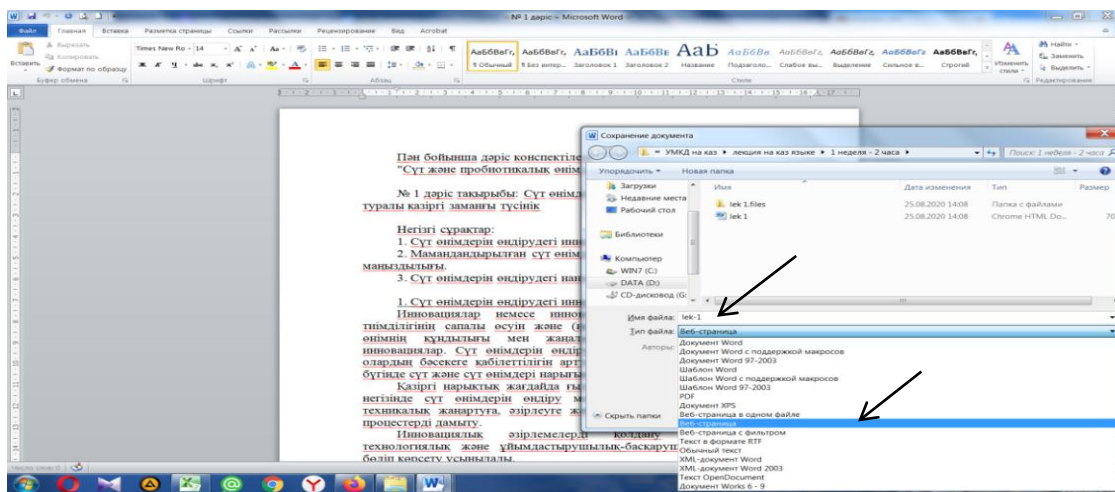 № 1 дәріс - Microsoft Word
Файл Главная Вставка Разметка страницы Ссылки Рассылки Рецензирование Вид Acrobat
Вырезать
Копировать
Формат по образцу
Вставить
Буфер обмена
Times New Ro 14
Шрифт
Абзац
АаБбВвГг, АаБбВвГг, АаБбВі АаБбВв АаБ АаБбВв. АаБбВвГг, АаБбВвГг, АаБбВвГг АаБбВвГг,
¶ Обычный ¶ Без интер... Заголовок 1 Заголовок 2 Название Подзаголо... Слабое вы... Выделение Сильное в... Строгий
Стили
Изменить стили
Найти
Заменить
Выделить
Редактирование
Пән бойынша дәріс конспектіле
"Сүт және пробиотикалық өнім
№ 1 дәріс тақырыбы: Сүт өнімд
туралы қазіргі заманғы түсінік
Негізгі сұрақтар:
1. Сүт өнімдерін өндірудегі инн
2. Мамандандырылған сүт өнім
маңыздылығы.
3. Сүт өнімдерін өндірудегі нан
1. Сүт өнімдерін өндірудегі инн
Инновациялар немесе инно
тиімділігінің сапалы өсуін және (
өнімнің құндылығы мен жаңал
инновациялар. Сүт өнімдерін өндір
олардың бәсекеге қабілеттілігін арт
бүгінде сүт және сүт өнімдері нарығы
Қазіргі нарықтық жағдайда ғы
негізінде сүт өнімдерін өндіру м
техникалық жаңартуға, әзірлеуге ж
процестерді дамыту.
Инновациялық әзірлемелерді қолдану
технологиялық және ұйымдастырушылық-басқаруш
бөліп көрсету ұсынылады.
Число слов: 0
Сохранение документа
« УМКД на каз ▸ лекция на каз языке ▸ 1 неделя - 2 часа ▸
Поиск: 1 неделя - 2 часа
Упорядочить Новая папка
Загрузки
Недавние места
Рабочий стол
Библиотеки
Компьютер
WIN7 (C:)
DATA (D:)
CD-дисковод (G:
Имя Дата изменения Тип Размер
lek 1.files 25.08.2020 14:08 Папка с файлами
lek 1 25.08.2020 14:08 Chrome HTML Do... 70
Имя файла: lek-1
Тип файла: Веб-страница
Авторы:
Документ Word
Документ Word с поддержкой макросов
Документ Word 97-2003
Шаблон Word
Шаблон Word с поддержкой макросов
Шаблон Word 97-2003
PDF
Документ XPS
Веб-страница в одном файле
Веб-страница
Веб-страница с фильтром
Текст в формате RTF
Обычный текст
XML-документ Word
XML-документ Word 2003
Текст OpenDocument
Документ Works 6 - 9
Скрыть папки